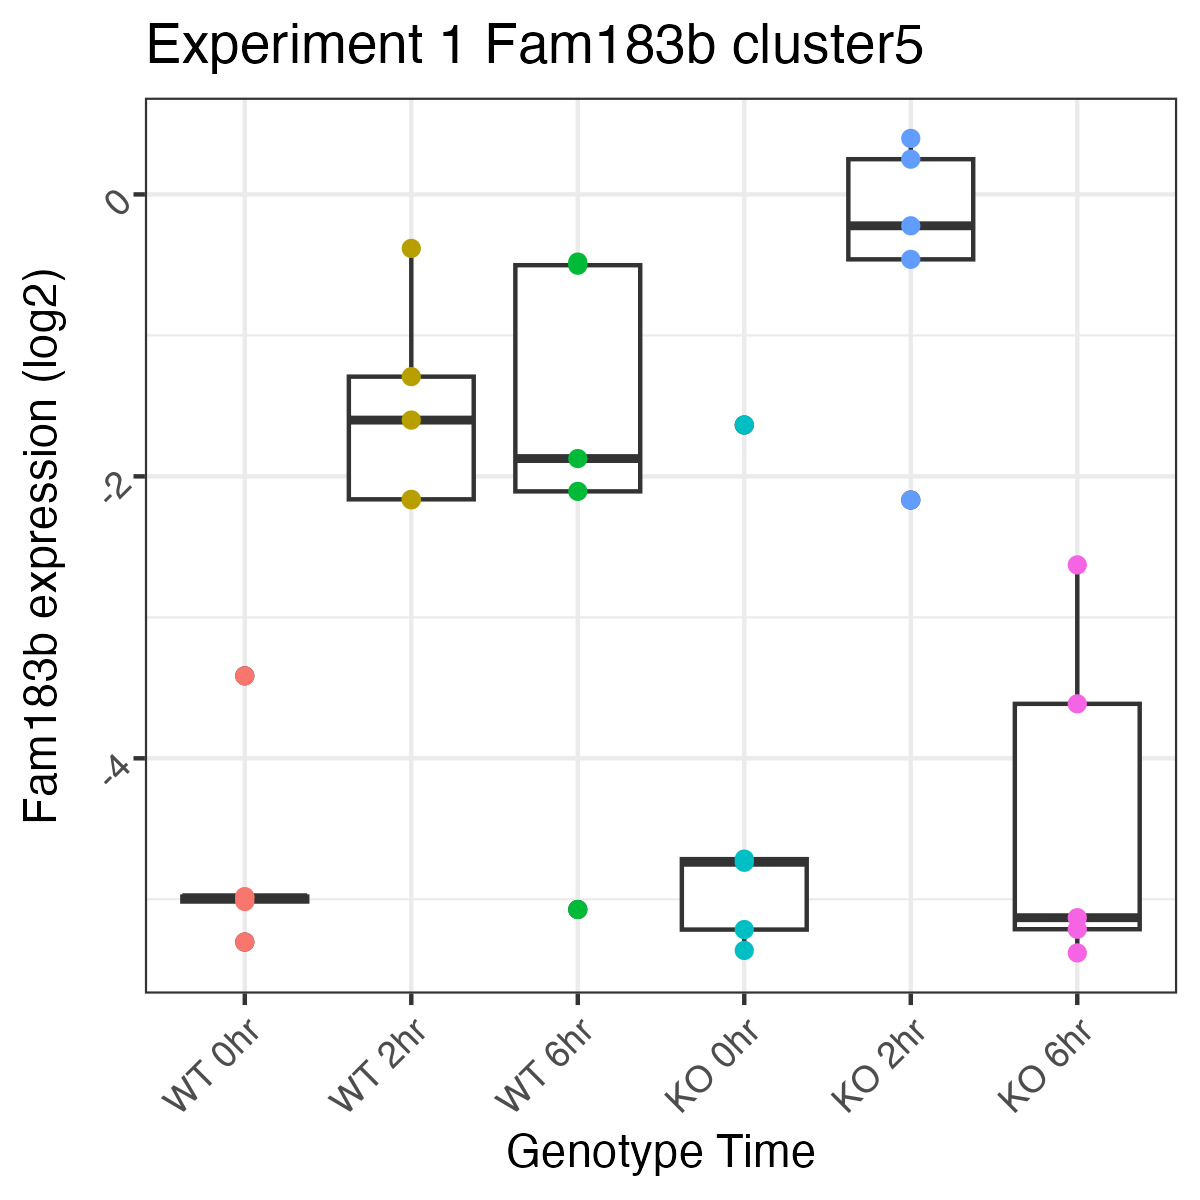 Experiment 1 Fam183b cluster5
Fam183b expression (log2)
0
-2
-4
WT 0hr
WT 2hr
WT 6hr
KO 0hr
KO 2hr
KO 6hr
Genotype Time